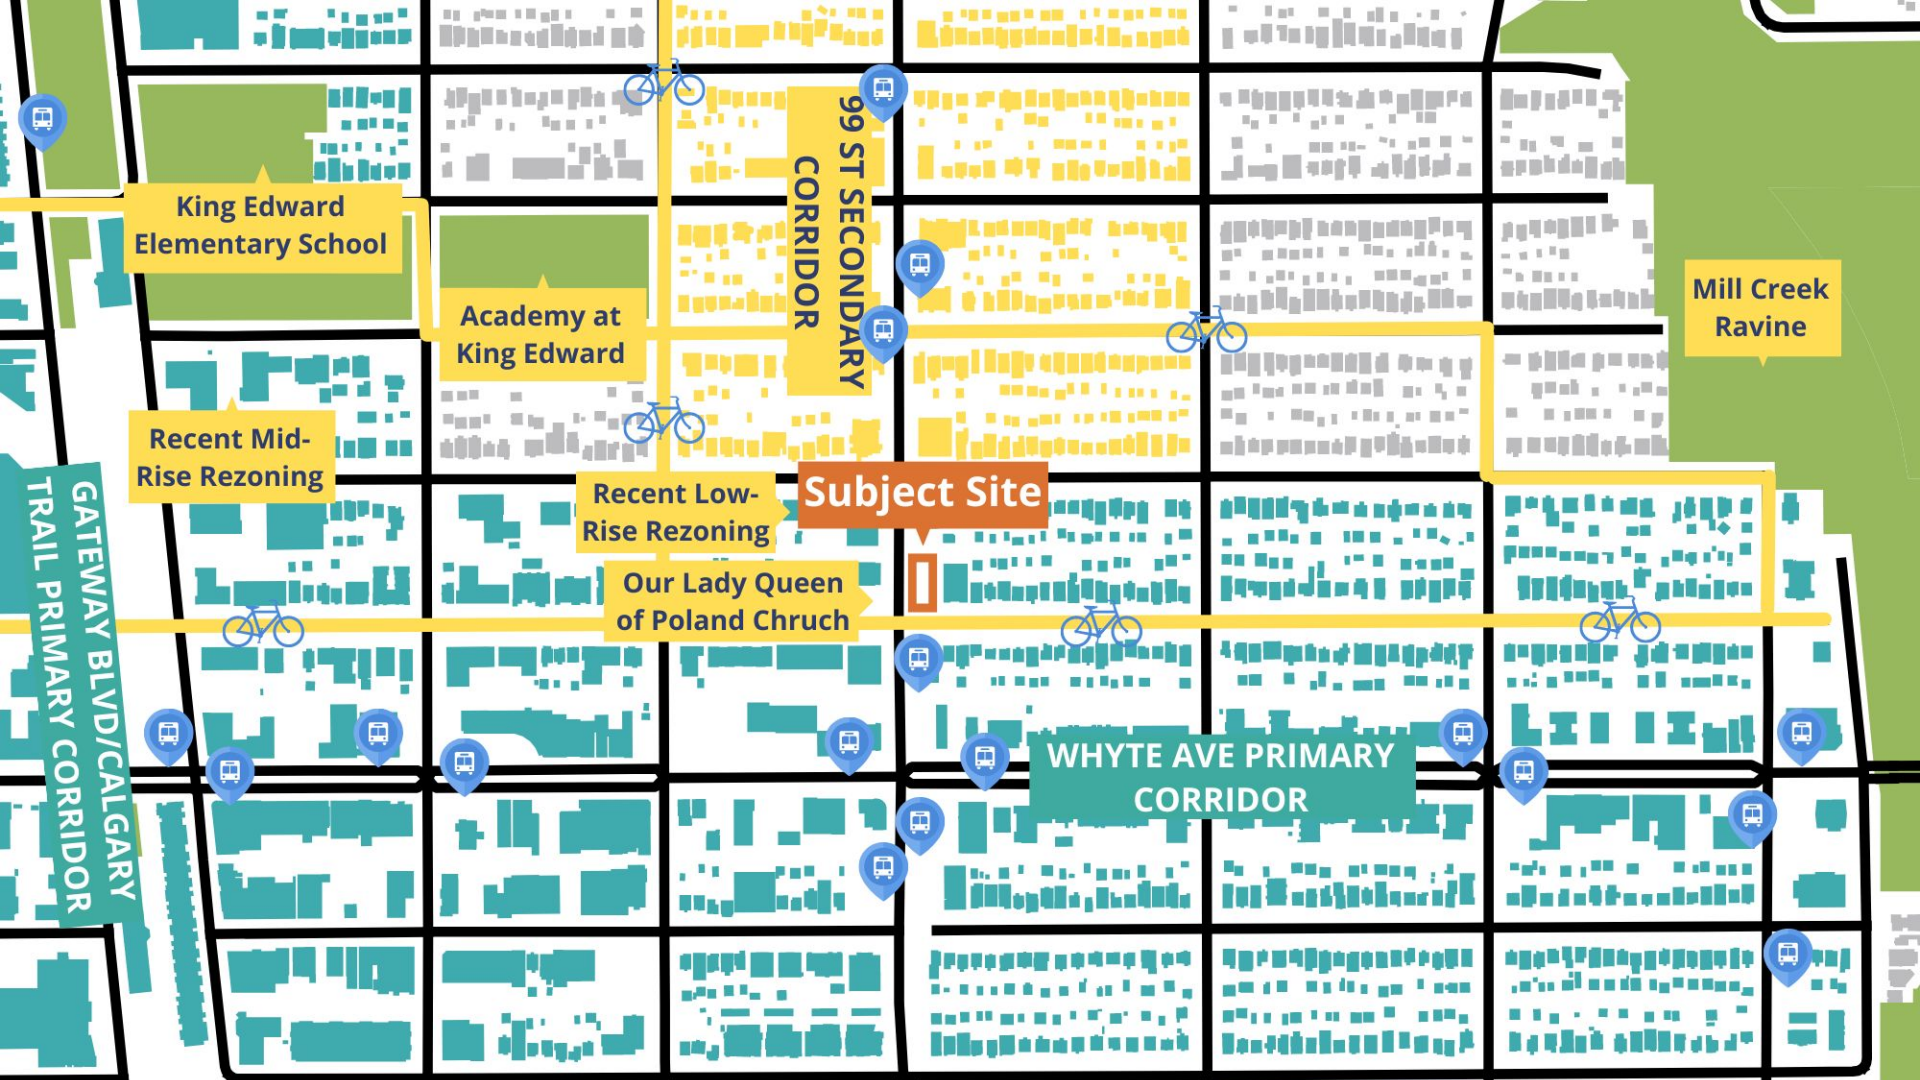 99 ST SECONDARY
CORRIDOR
King Edward
Elementary School
Academy at
King Edward
Mill Creek
Ravine
Recent Mid-
Rise Rezoning
Recent Low-
Rise Rezoning
Subject Site
Our Lady Queen
of Poland Chruch
GATEWAY BLVD/CALGARY
TRAIL PRIMARY CORRIDOR
WHYTE AVE PRIMARY
CORRIDOR